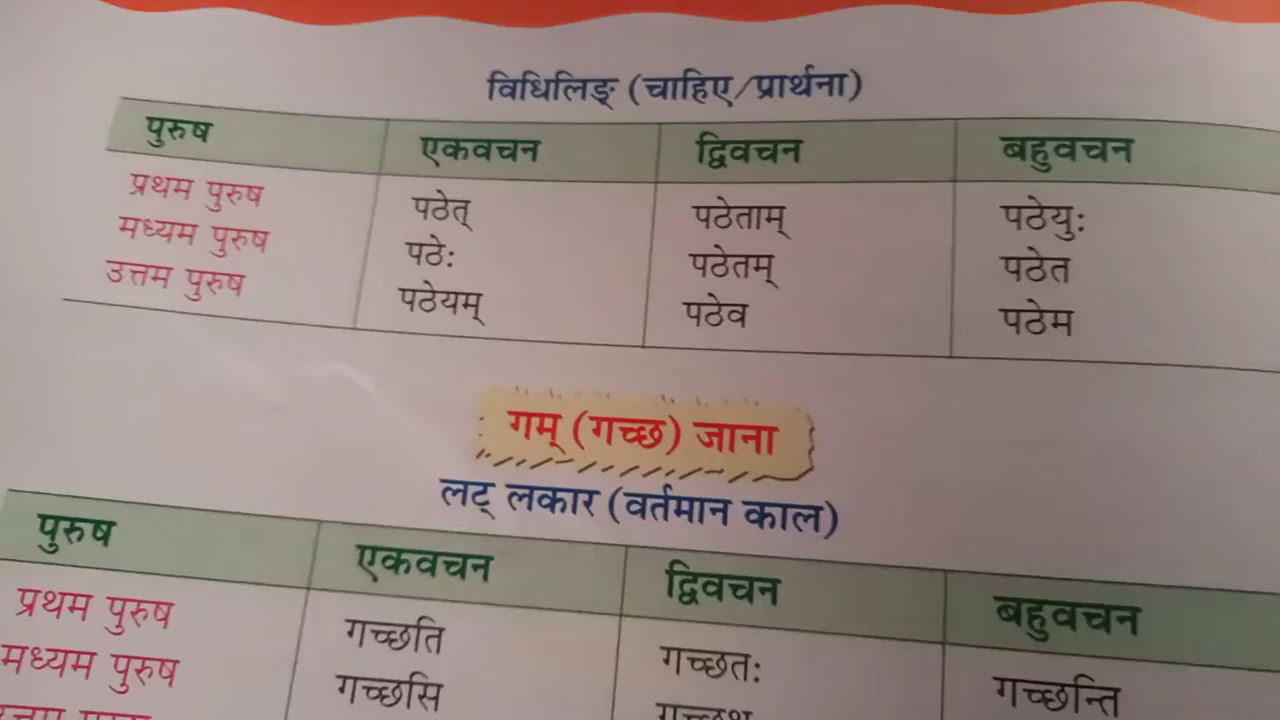 विधिलिङ् (चाहिए/प्रार्थना)
पुरुष एकवचन द्विवचन बहुवचन
प्रथम पुरुष पठेत् पठेताम् पठेयुः
मध्यम पुरुष पठेः पठेतम् पठेत
उत्तम पुरुष पठेयम् पठेव पठेम
गम् (गच्छ) जाना
लट् लकार (वर्तमान काल)
पुरुष एकवचन द्विवचन बहुवचन
प्रथम पुरुष गच्छति गच्छतः गच्छन्ति
मध्यम पुरुष गच्छसि